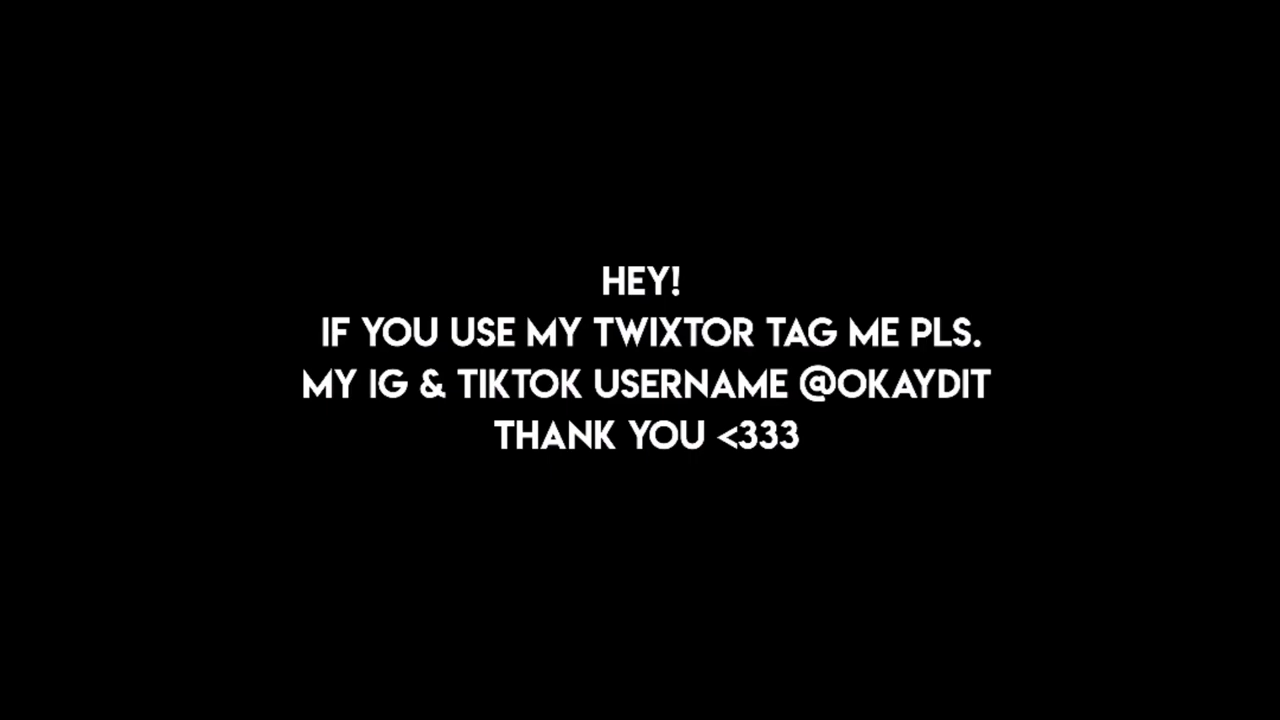 HEY!
IF YOU USE MY TWIXTOR TAG ME PLS.
MY IG & TIKTOK USERNAME @OKAYDIT
THANK YOU <333